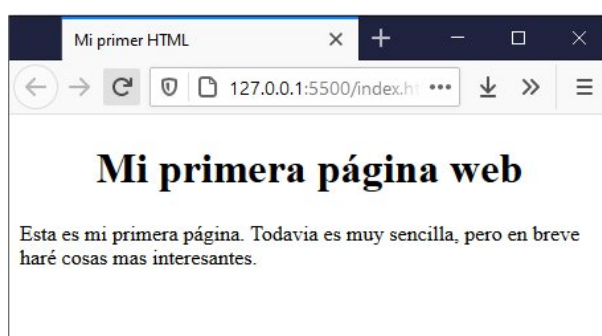 Mi primer HTML
127.0.0.1:5500/index.ht
Mi primera página web
Esta es mi primera página. Todavia es muy sencilla, pero en breve
haré cosas mas interesantes.